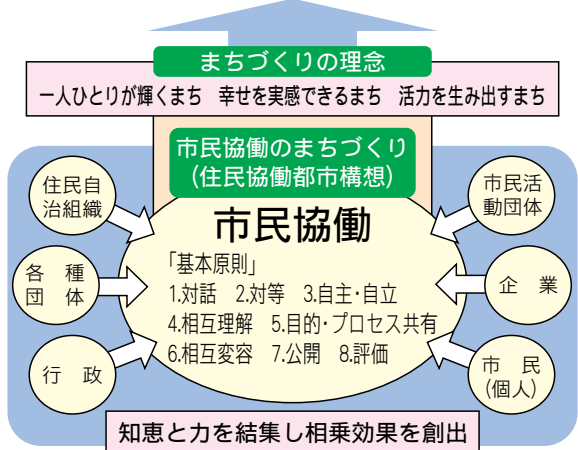 まちづくりの理念
一人ひとりが輝くまち　幸せを実感できるまち　活力を生み出すまち
市民協働のまちづくり
(住民協働都市構想)
住民自
治組織
各　種
団　体
行　政
市民協働
「基本原則」
1.対話　2.対等　3.自主・自立
4.相互理解　5.目的・プロセス共有
6.相互変容　7.公開　8.評価
市民活
動団体
企　業
市　民
(個人)
知恵と力を結集し相乗効果を創出